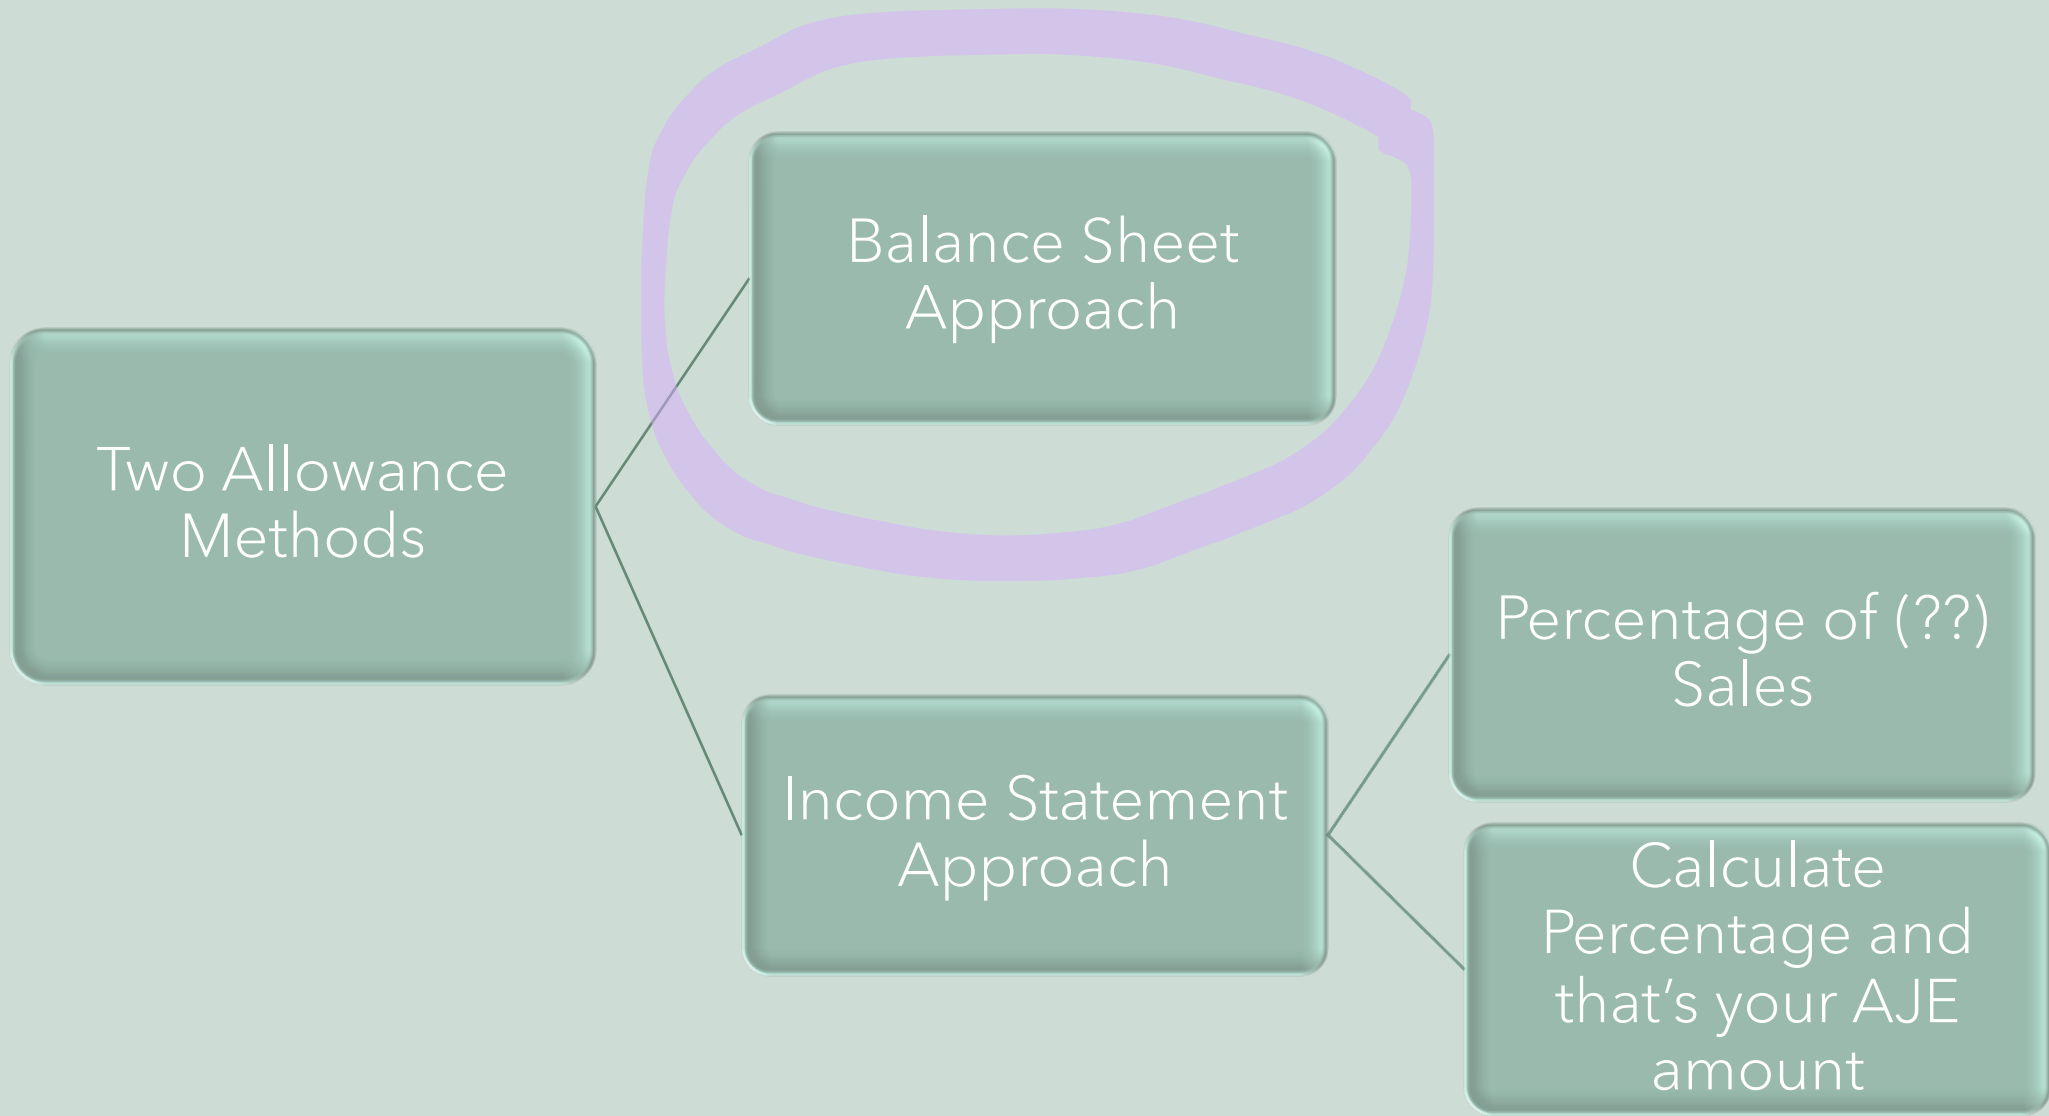 Two Allowance
Methods
Balance Sheet
Approach
Income Statement
Approach
Percentage of (??)
Sales
Calculate
Percentage and
that’s your AJE
amount